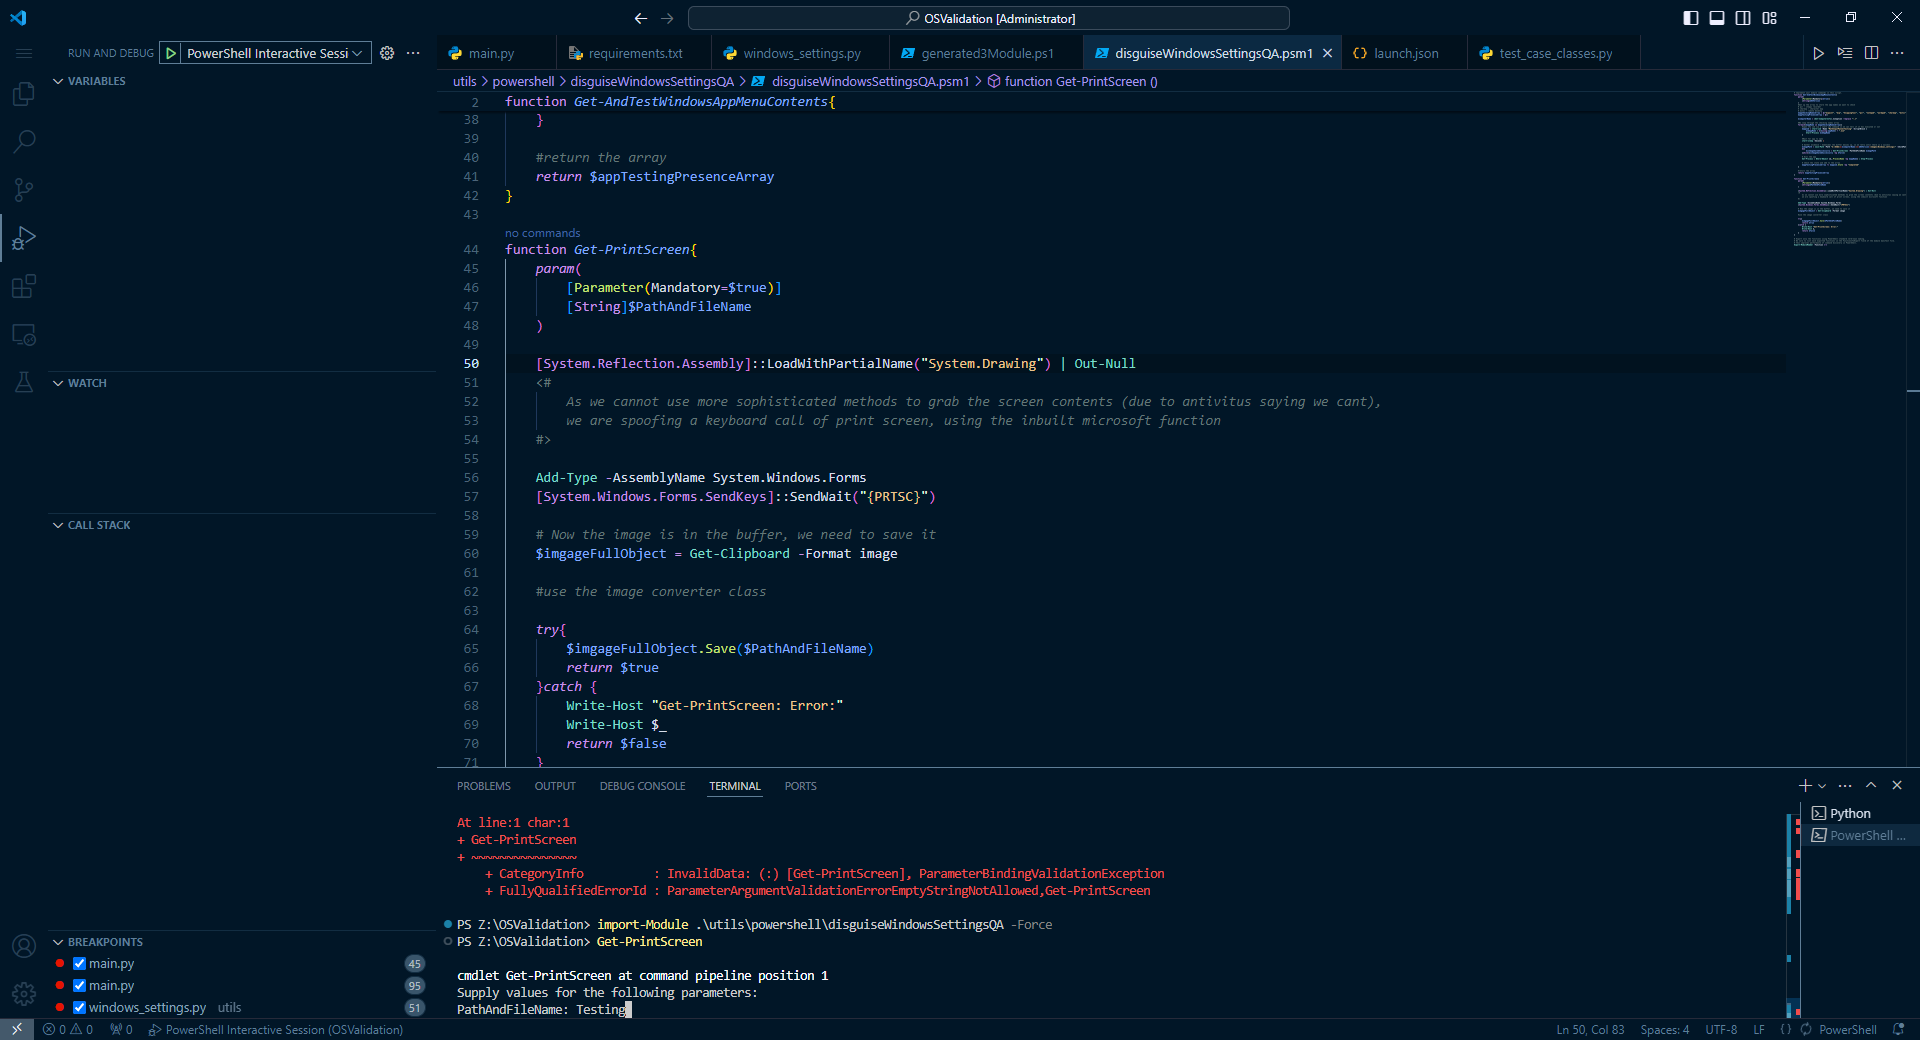 OSValidation [Administrator]
RUN AND DEBUG
PowerShell Interactive Sessi
main.py
requirements.txt
windows_settings.py
generated3Module.ps1
disguiseWindowsSettingsQA.psm1
launch.json
test_case_classes.py
utils > powershell > disguiseWindowsSettingsQA > disguiseWindowsSettingsQA.psm1 > function Get-PrintScreen ()
VARIABLES
WATCH
CALL STACK
BREAKPOINTS
main.py 45
main.py 95
windows_settings.py utils 51
2 function Get-AndTestWindowsAppMenuContents{
38 }
39
40 #return the array
41 return $appTestingPresenceArray
42 }
43
no commands
44 function Get-PrintScreen{
45 param(
46 [Parameter(Mandatory=$true)]
47 [String]$PathAndFileName
48 )
49
50 [System.Reflection.Assembly]::LoadWithPartialName("System.Drawing") | Out-Null
51 <#
52 As we cannot use more sophisticated methods to grab the screen contents (due to antivitus saying we cant),
53 we are spoofing a keyboard call of print screen, using the inbuilt microsoft function
54 #>
55
56 Add-Type -AssemblyName System.Windows.Forms
57 [System.Windows.Forms.SendKeys]::SendWait("{PRTSC}")
58
59 # Now the image is in the buffer, we need to save it
60 $imgageFullObject = Get-Clipboard -Format image
61
62 #use the image converter class
63
64 try{
65 $imgageFullObject.Save($PathAndFileName)
66 return $true
67 }catch {
68 Write-Host "Get-PrintScreen: Error:"
69 Write-Host $_
70 return $false
71 }
PROBLEMS OUTPUT DEBUG CONSOLE TERMINAL PORTS
At line:1 char:1
+ Get-PrintScreen
+ ~~~~~~~~~~~~~~~
+ CategoryInfo : InvalidData: (:) [Get-PrintScreen], ParameterBindingValidationException
+ FullyQualifiedErrorId : ParameterArgumentValidationErrorEmptyStringNotAllowed,Get-PrintScreen
PS Z:\OSValidation> import-Module .\utils\powershell\disguiseWindowsSettingsQA -Force
PS Z:\OSValidation> Get-PrintScreen
cmdlet Get-PrintScreen at command pipeline position 1
Supply values for the following parameters:
PathAndFileName: Testing
Python
PowerShell ...
0 0 0 PowerShell Interactive Session (OSValidation)
Ln 50, Col 83 Spaces: 4 UTF-8 LF {} PowerShell